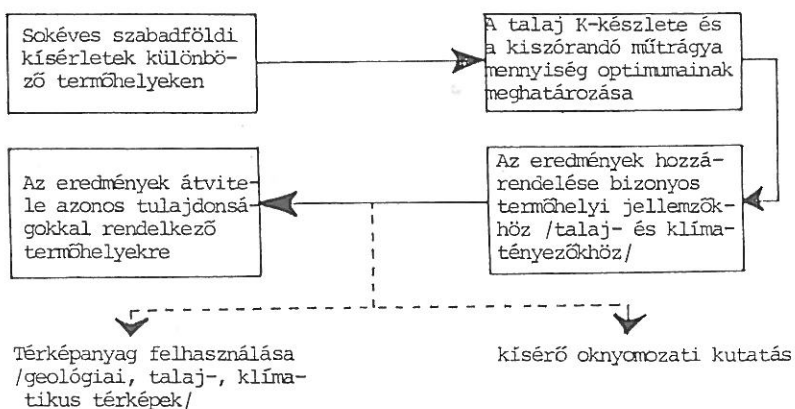 Sokéves szabadföldi
kísérletek különbö-
ző termőhelyeken
A talaj K-készlete és
a kiszórandó műtrágya
mennyiség optimumainak
meghatározása
Az eredmények átvite-
le azonos tulajdonsá-
gokkal rendelkező
termőhelyekre
Az eredmények hozzá-
rendelése bizonyos
termőhelyi jellemzők-
höz /talaj- és klíma-
tényezőkhöz/
Térképanyag felhasználása
/geológiai, talaj-, klíma-
tikus térképek/
kísérő oknyomozati kutatás